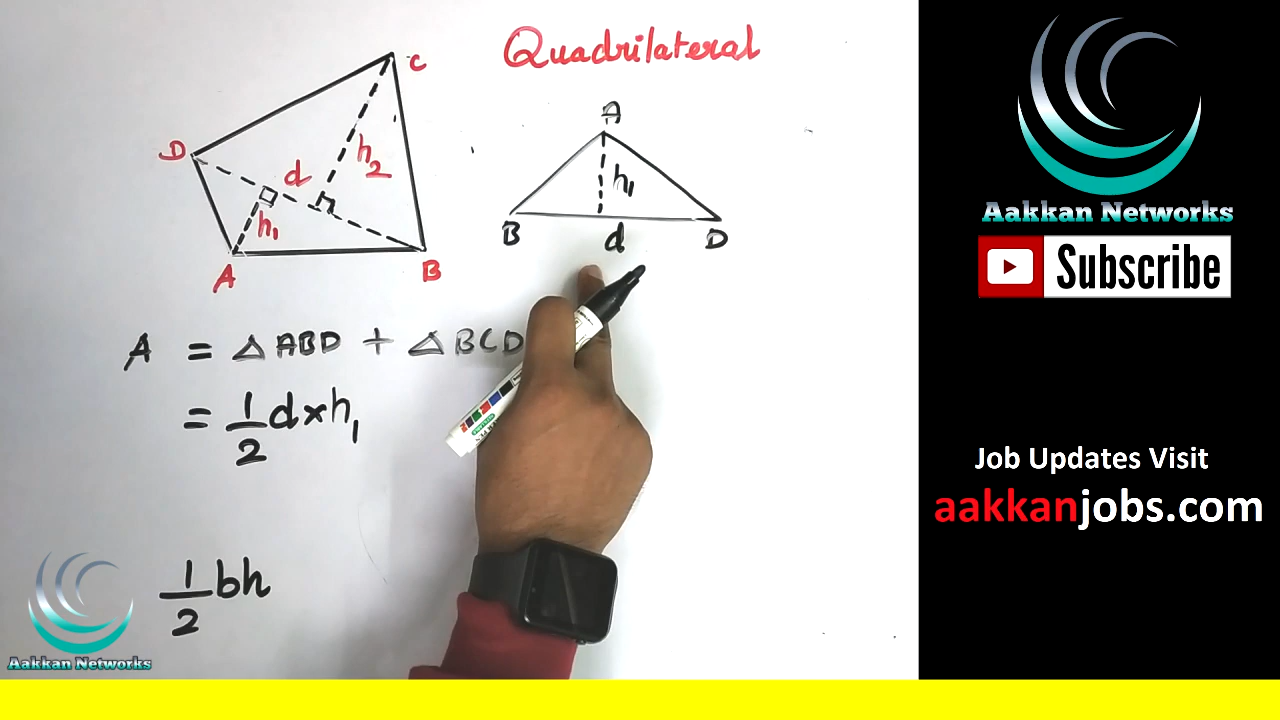 Quadrilateral
C
D
d
h₂
h₁
A
B
A
h₁
B
d
D
A = △ABD + △BCD
= 1/2 d×h₁
1/2 bh
Aakkan Networks
Aakkan Networks
Subscribe
Job Updates Visit
aakkanjobs.com